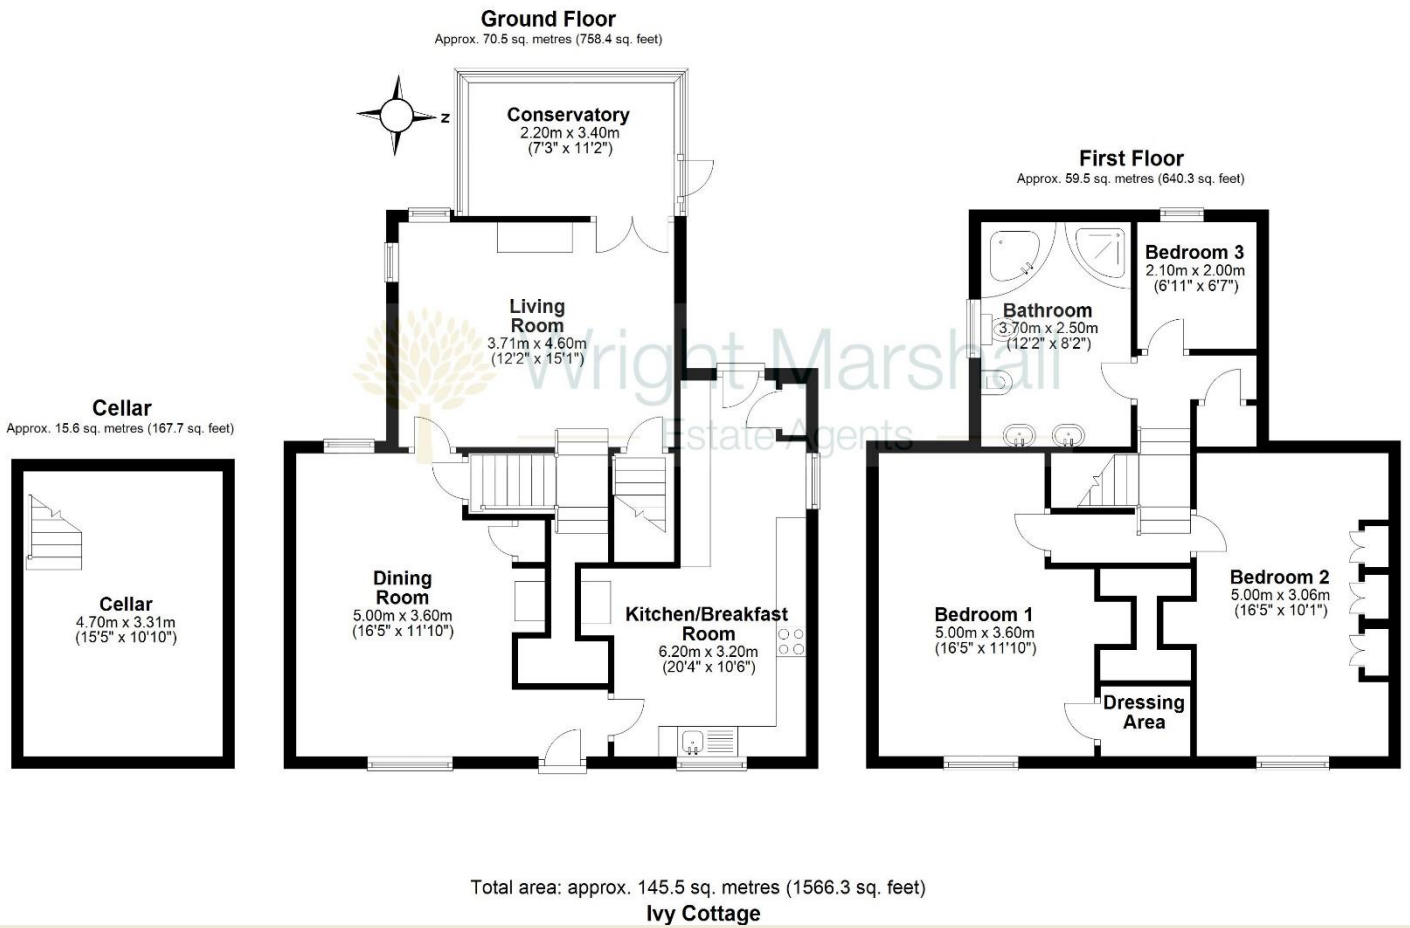 Ground Floor
Approx. 70.5 sq. metres (758.4 sq. feet)
N
Conservatory
2.20m x 3.40m
(7'3" x 11'2")
Living
Room
3.71m x 4.60m
(12'2" x 15'1")
Dining
Room
5.00m x 3.60m
(16'5" x 11'10")
Kitchen/Breakfast
Room
6.20m x 3.20m
(20'4" x 10'6")
First Floor
Approx. 59.5 sq. metres (640.3 sq. feet)
Bedroom 3
2.10m x 2.00m
(6'11" x 6'7")
Bathroom
3.70m x 2.50m
(12'2" x 8'2")
Bedroom 2
5.00m x 3.06m
(16'5" x 10'1")
Bedroom 1
5.00m x 3.60m
(16'5" x 11'10")
Dressing
Area
Cellar
Approx. 15.6 sq. metres (167.7 sq. feet)
Cellar
4.70m x 3.31m
(15'5" x 10'10")
Wright Marshall
Estate Agents
Total area: approx. 145.5 sq. metres (1566.3 sq. feet)
Ivy Cottage